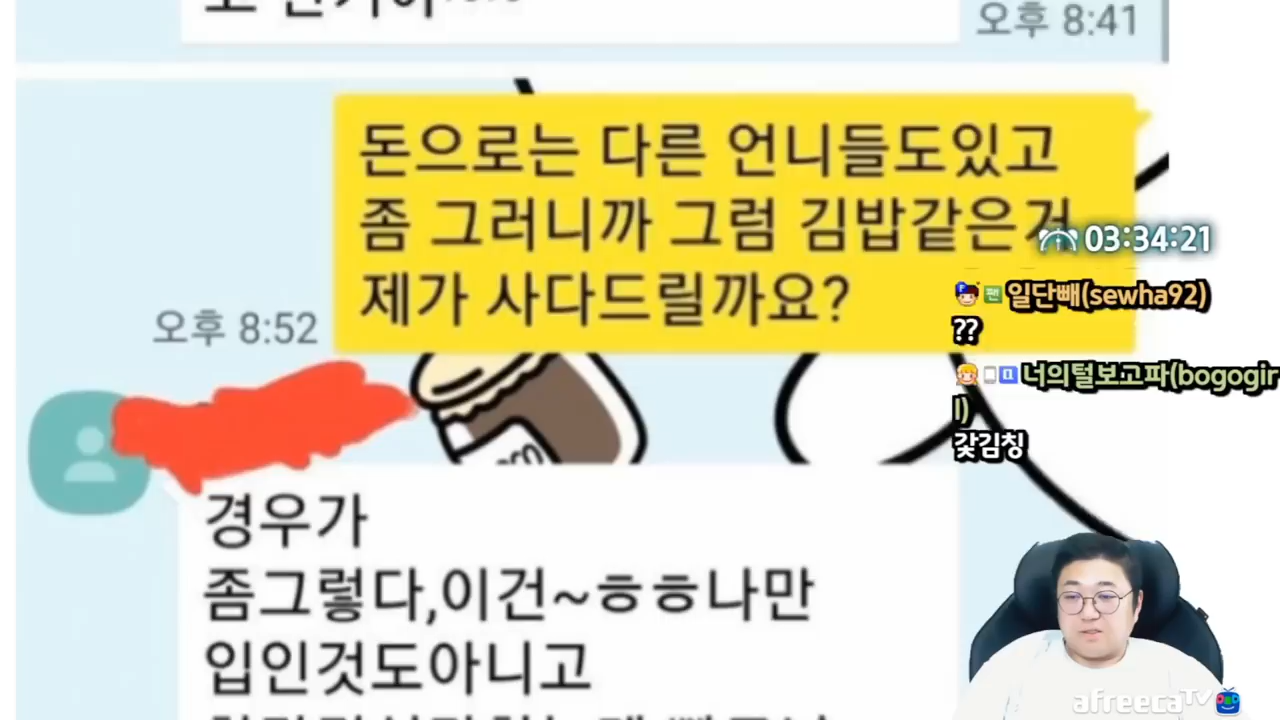 오후 8:41
돈으로는 다른 언니들도있고
좀 그러니까 그럼 김밥같은거
제가 사다드릴까요?
오후 8:52
03:34:21
일단빼(sewha92)
??
너의털보고파(bogogir
l)
갓김칭
경우가
좀그렇다,이건~ㅎㅎ나만
입인것도아니고
afreecaTV